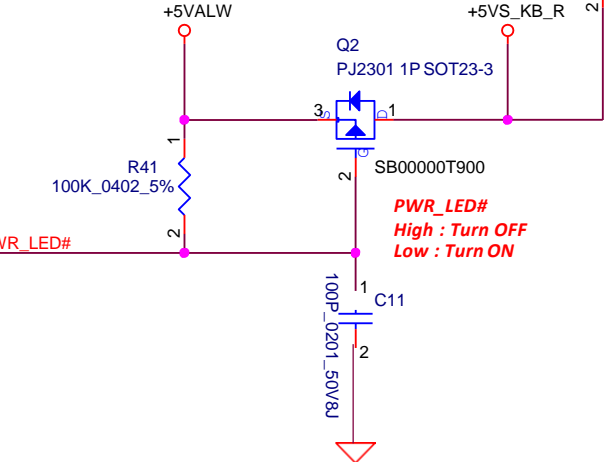 +5VALW
+5VS_KB_R
2
Q2
PJ2301 1P SOT23-3
3
S
D
1
G
2
SB00000T900
1
R41
100K_0402_5%
2
PWR_LED#
High : Turn OFF
Low : Turn ON
WR_LED#
1
C11
100P_0201_50V8J
2